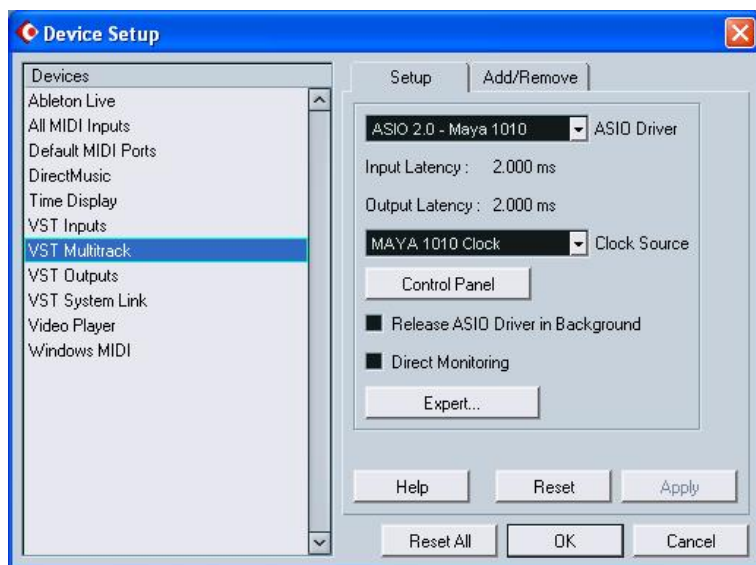 Device Setup
Devices
Ableton Live
All MIDI Inputs
Default MIDI Ports
DirectMusic
Time Display
VST Inputs
VST Multitrack
VST Outputs
VST System Link
Video Player
Windows MIDI
Setup
Add/Remove
ASIO 2.0 - Maya 1010 ASIO Driver
Input Latency : 2.000 ms
Output Latency : 2.000 ms
MAYA 1010 Clock Clock Source
Control Panel
Release ASIO Driver in Background
Direct Monitoring
Expert...
Help Reset Apply
Reset All OK Cancel